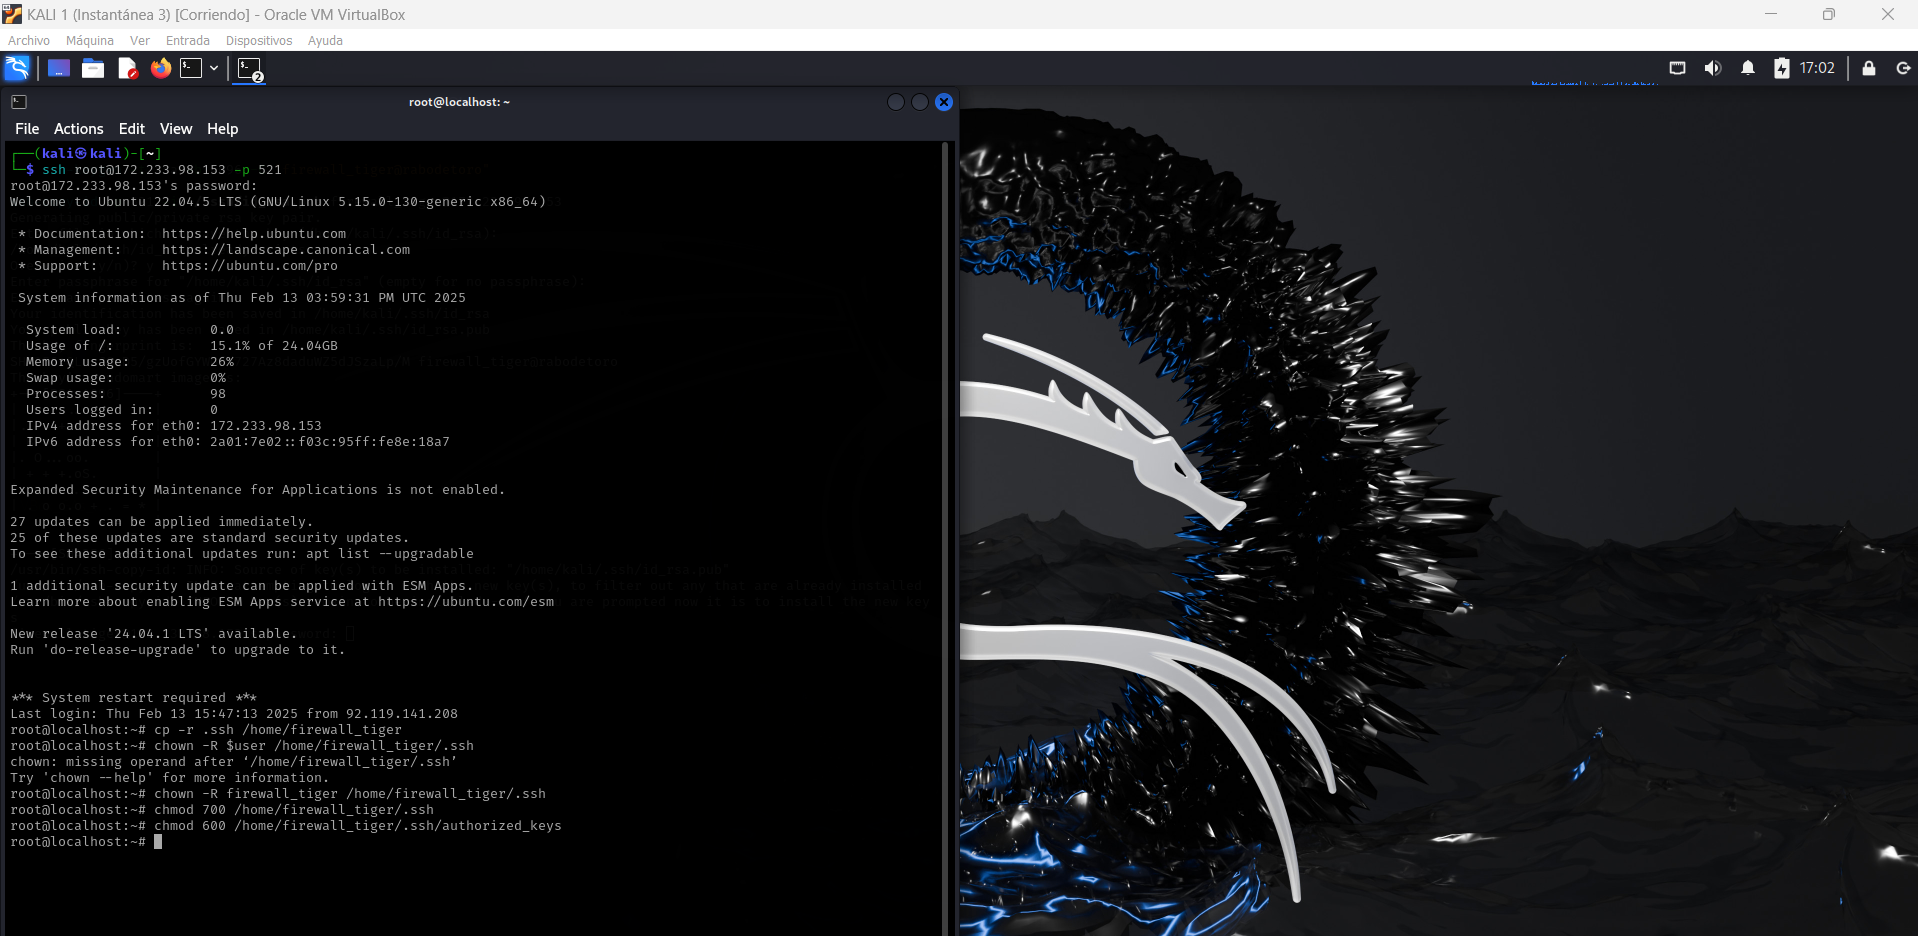 KALI 1 (Instantánea 3) [Corriendo] - Oracle VM VirtualBox
Archivo Máquina Ver Entrada Dispositivos Ayuda
2
17:02
root@localhost: ~
File Actions Edit View Help
┌──(kali㉿kali)-[~]
└─$ ssh root@172.233.98.153 -p 521
root@172.233.98.153's password:
Welcome to Ubuntu 22.04.5 LTS (GNU/Linux 5.15.0-130-generic x86_64)
* Documentation: https://help.ubuntu.com
* Management: https://landscape.canonical.com
* Support: https://ubuntu.com/pro
System information as of Thu Feb 13 03:59:31 PM UTC 2025
System load: 0.0
Usage of /: 15.1% of 24.04GB
Memory usage: 26%
Swap usage: 0%
Processes: 98
Users logged in: 0
IPv4 address for eth0: 172.233.98.153
IPv6 address for eth0: 2a01:7e02::f03c:95ff:fe8e:18a7
Expanded Security Maintenance for Applications is not enabled.
27 updates can be applied immediately.
25 of these updates are standard security updates.
To see these additional updates run: apt list --upgradable
1 additional security update can be applied with ESM Apps.
Learn more about enabling ESM Apps service at https://ubuntu.com/esm
New release '24.04.1 LTS' available.
Run 'do-release-upgrade' to upgrade to it.
*** System restart required ***
Last login: Thu Feb 13 15:47:13 2025 from 92.119.141.208
root@localhost:~# cp -r .ssh /home/firewall_tiger
root@localhost:~# chown -R $user /home/firewall_tiger/.ssh
chown: missing operand after ‘/home/firewall_tiger/.ssh’
Try 'chown --help' for more information.
root@localhost:~# chown -R firewall_tiger /home/firewall_tiger/.ssh
root@localhost:~# chmod 700 /home/firewall_tiger/.ssh
root@localhost:~# chmod 600 /home/firewall_tiger/.ssh/authorized_keys
root@localhost:~#